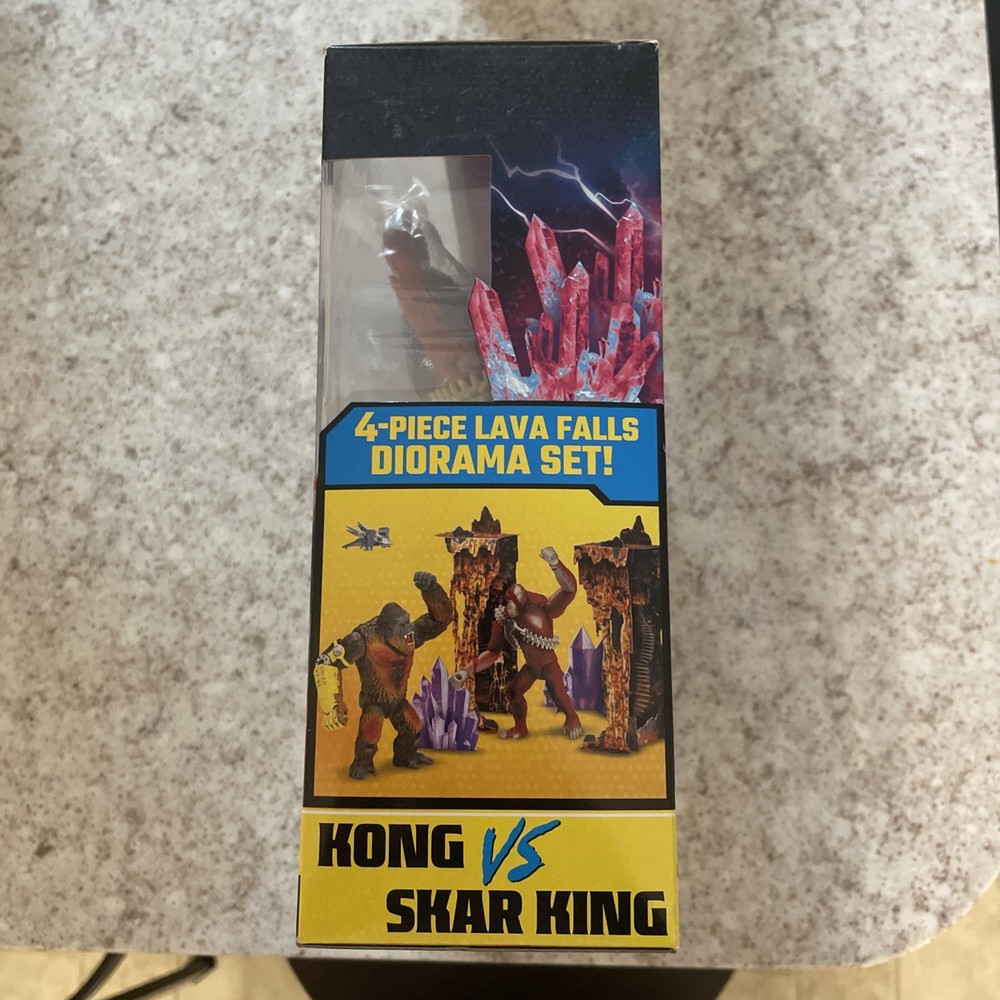 4-PIECE LAVA FALLS
DIORAMA SET!
KONG VS
SKAR KING